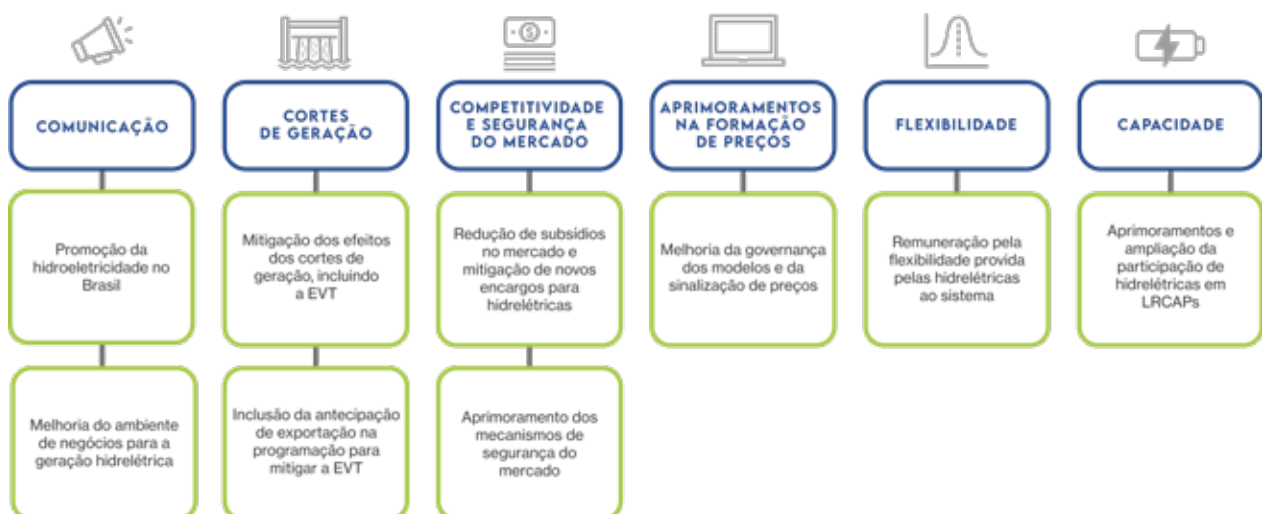 COMUNICAÇÃO
CORTES
DE GERAÇÃO
COMPETITIVIDADE
E SEGURANÇA
DO MERCADO
APRIMORAMENTOS
NA FORMAÇÃO
DE PREÇOS
FLEXIBILIDADE
CAPACIDADE
Promoção da
hidroeletricidade no
Brasil
Mitigação dos efeitos
dos cortes de
geração, incluindo
a EVT
Redução de subsídios
no mercado e
mitigação de novos
encargos para
hidrelétricas
Melhoria da governança
dos modelos e da
sinalização de preços
Remuneração pela
flexibilidade provida
pelas hidrelétricas
ao sistema
Aprimoramentos e
ampliação da
participação de
hidrelétricas em
LRCAPs
Melhoria do ambiente
de negócios para a
geração hidrelétrica
Inclusão da antecipação
de exportação na
programação para
mitigar a EVT
Aprimoramento dos
mecanismos de
segurança do
mercado